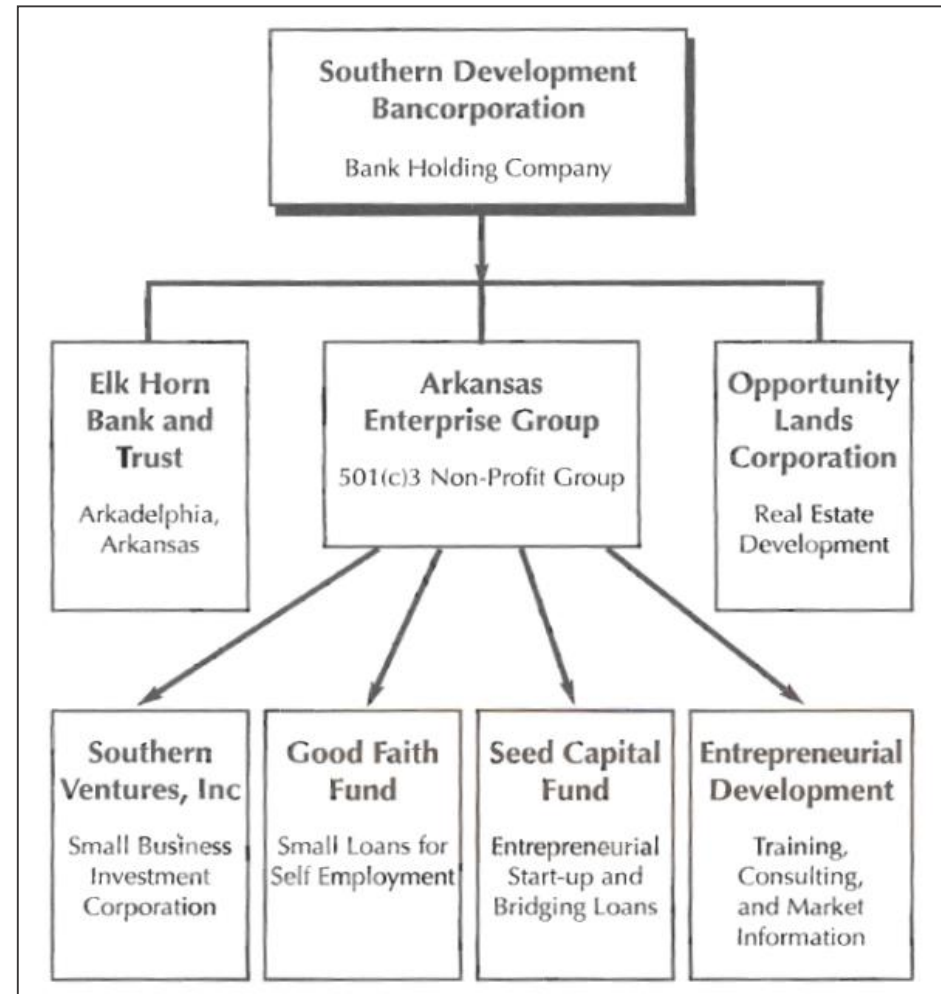 Southern Development
Bancorporation
Bank Holding Company
Elk Horn
Bank and
Trust
Arkadelphia,
Arkansas
Arkansas
Enterprise Group
501(c)3 Non-Profit Group
Opportunity
Lands
Corporation
Real Estate
Development
Southern
Ventures, Inc
Small Business
Investment
Corporation
Good Faith
Fund
Small Loans for
Self Employment
Seed Capital
Fund
Entrepreneurial
Start-up and
Bridging Loans
Entrepreneurial
Development
Training,
Consulting,
and Market
Information